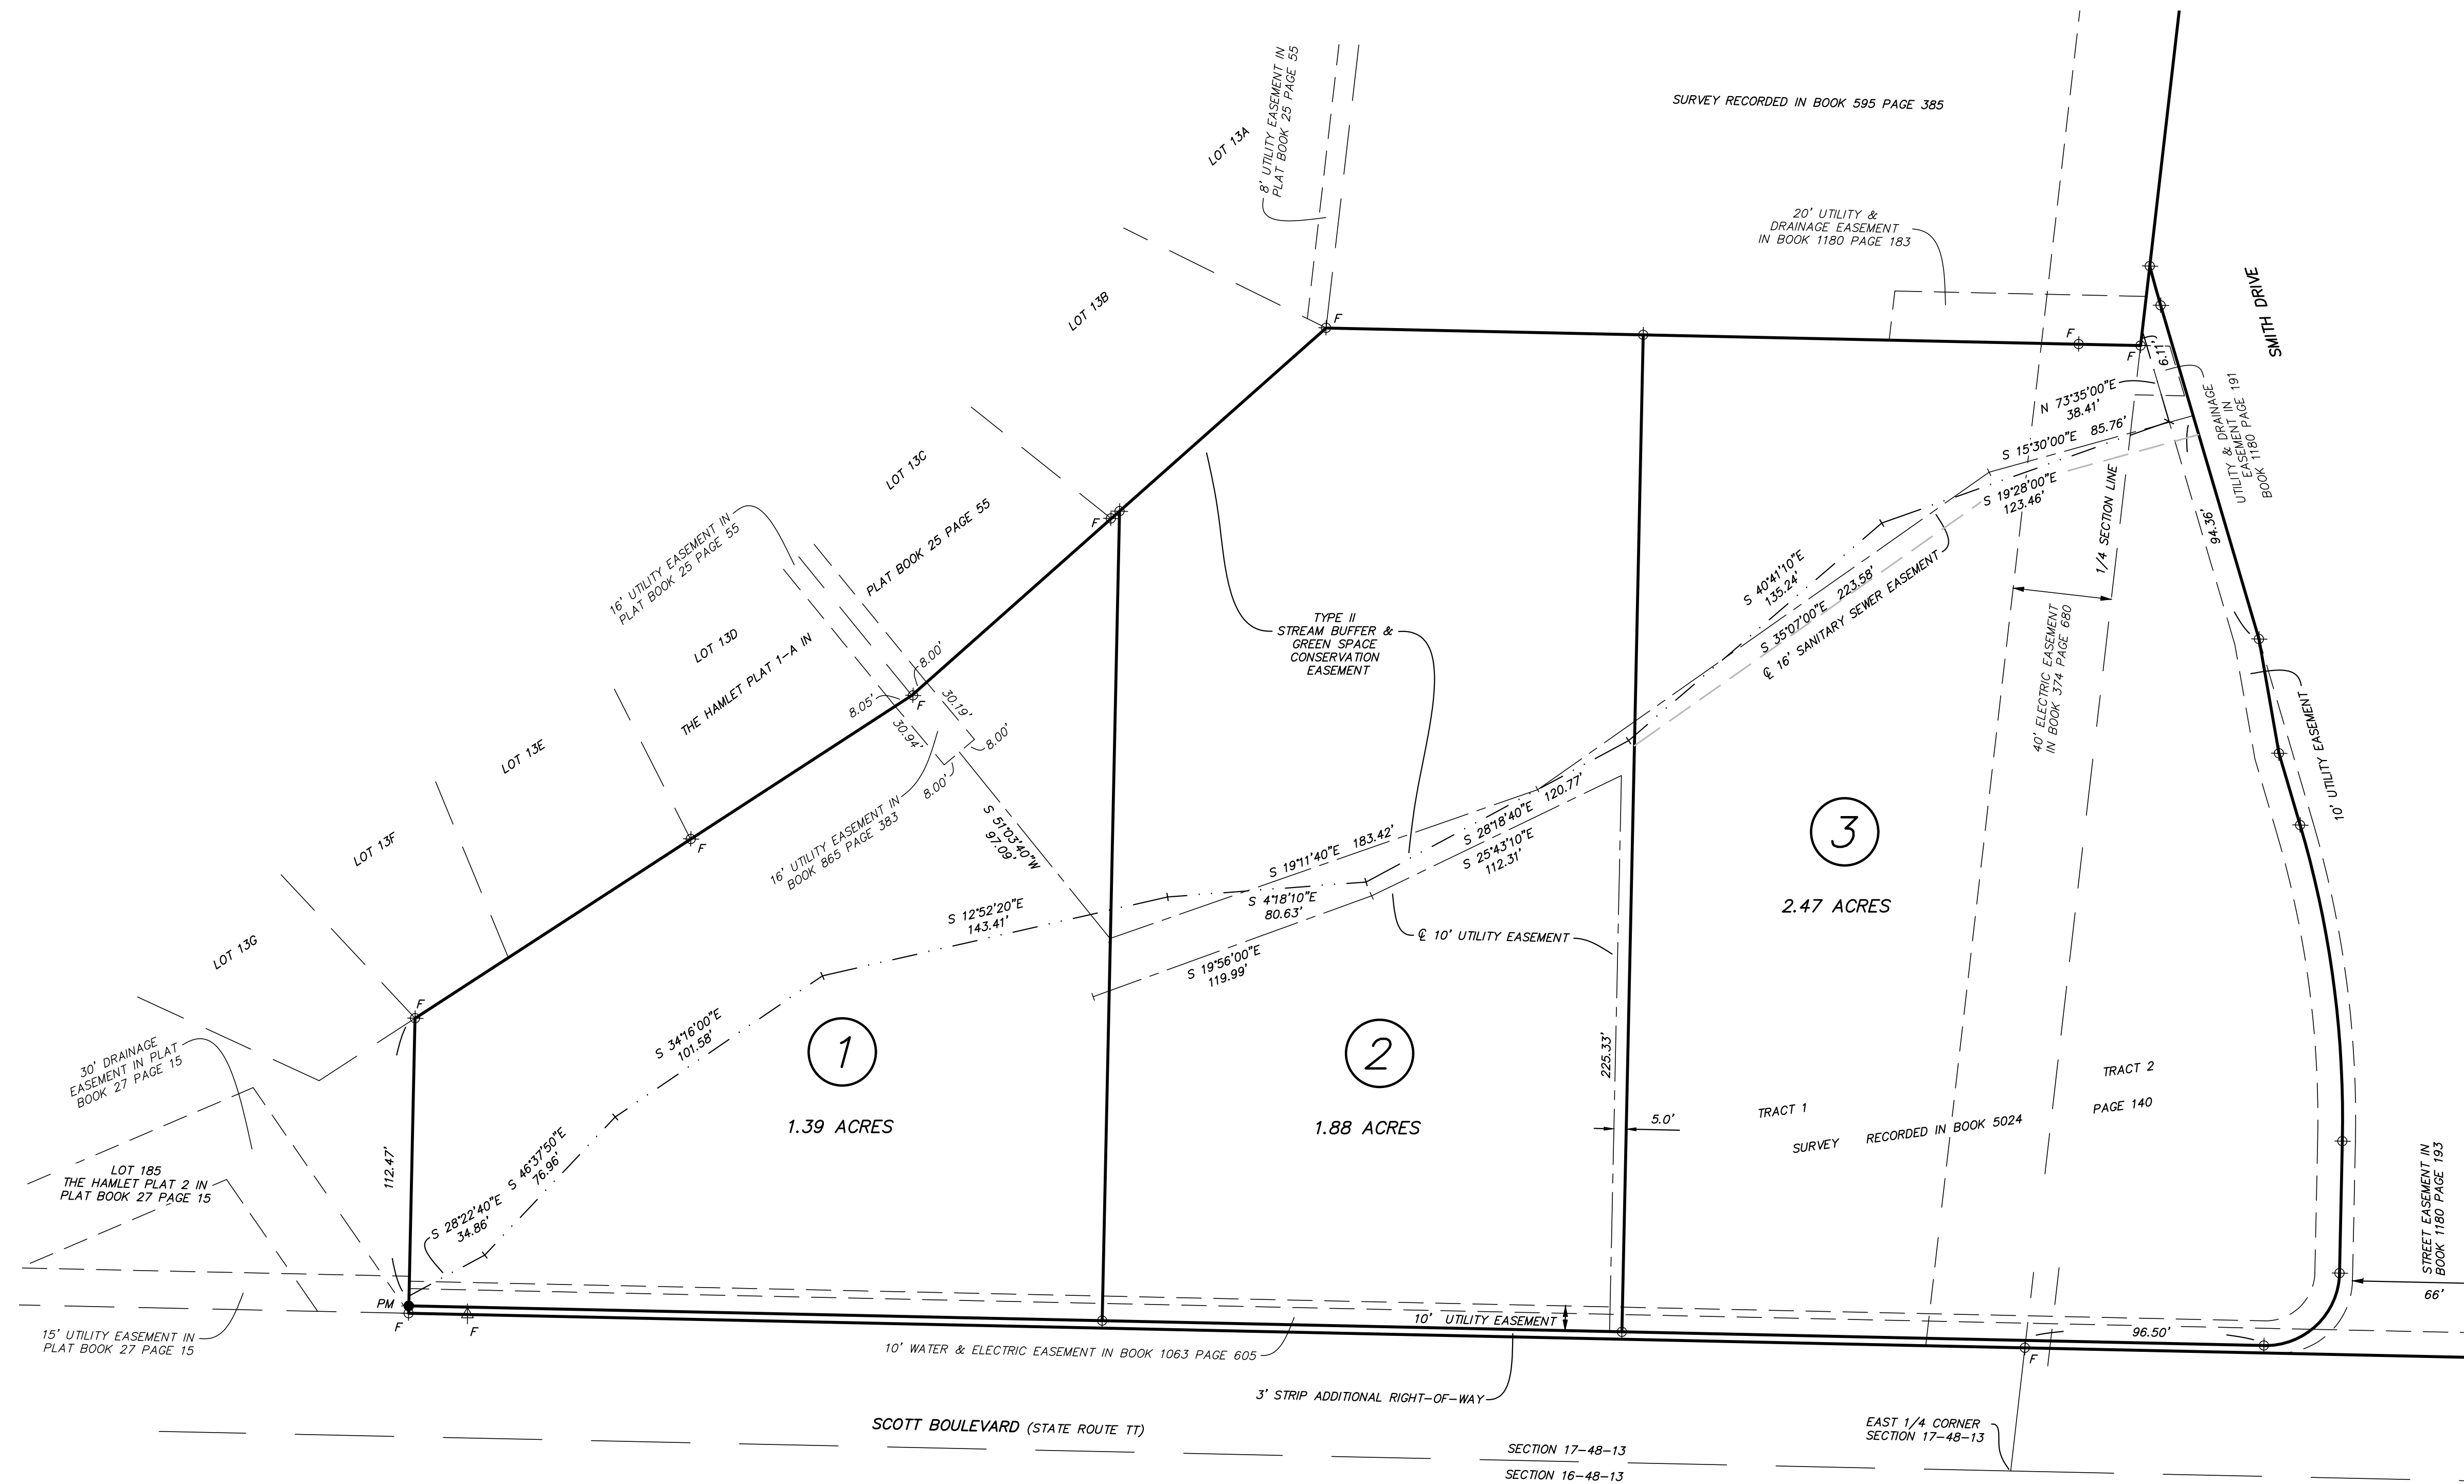 8' UTILITY EASEMENT IN
PLAT BOOK 25 PAGE 55
LOT 13A
SURVEY RECORDED IN BOOK 595 PAGE 385
20' UTILITY &
DRAINAGE EASEMENT
IN BOOK 1180 PAGE 183
SMITH DRIVE
LOT 13B
F
F
F
6.11'
N 73°35'00"E
38.41'
UTILITY & DRAINAGE
UTILITY IN
EASEMENT IN
BOOK 1180 PAGE 191
S 15°30'00"E 85.76'
S 19°28'00"E
123.46'
94.36'
1/4 SECTION LINE
LOT 13C
F
PLAT BOOK 25 PAGE 55
16' UTILITY EASEMENT IN
PLAT BOOK 25 PAGE 55
LOT 13D
THE HAMLET PLAT 1-A IN
8.00'
8.05'
F
30.19'
30.94'
8.00'
8.00'
16' UTILITY EASEMENT IN
BOOK 865 PAGE 383
S 51°03'40"W
97.09'
TYPE II
STREAM BUFFER &
GREEN SPACE
CONSERVATION
EASEMENT
S 40°41'10"E
135.24'
S 35°07'00"E 223.58'
℄ 16' SANITARY SEWER EASEMENT
40' ELECTRIC EASEMENT
IN BOOK 374 PAGE 680
10' UTILITY EASEMENT
LOT 13E
F
LOT 13F
LOT 13G
F
S 12°52'20"E
143.41'
S 19°11'40"E 183.42'
S 4°18'10"E
80.63'
S 28°18'40"E 120.77'
S 25°43'10"E
112.31'
℄ 10' UTILITY EASEMENT
S 19°56'00"E
119.99'
3
2.47 ACRES
30' DRAINAGE
EASEMENT IN PLAT
BOOK 27 PAGE 15
S 34°16'00"E
101.58'
1
1.39 ACRES
2
1.88 ACRES
225.33'
5.0'
TRACT 1
TRACT 2
SURVEY RECORDED IN BOOK 5024 PAGE 140
112.47'
LOT 185
THE HAMLET PLAT 2 IN
PLAT BOOK 27 PAGE 15
S 46°37'50"E
76.96'
S 28°22'40"E
34.86'
STREET EASEMENT IN
BOOK 1180 PAGE 193
66'
PM
F
F
15' UTILITY EASEMENT IN
PLAT BOOK 27 PAGE 15
10' UTILITY EASEMENT
10' WATER & ELECTRIC EASEMENT IN BOOK 1063 PAGE 605
96.50'
F
3' STRIP ADDITIONAL RIGHT-OF-WAY
SCOTT BOULEVARD (STATE ROUTE TT)
EAST 1/4 CORNER
SECTION 17-48-13
SECTION 17-48-13
SECTION 16-48-13